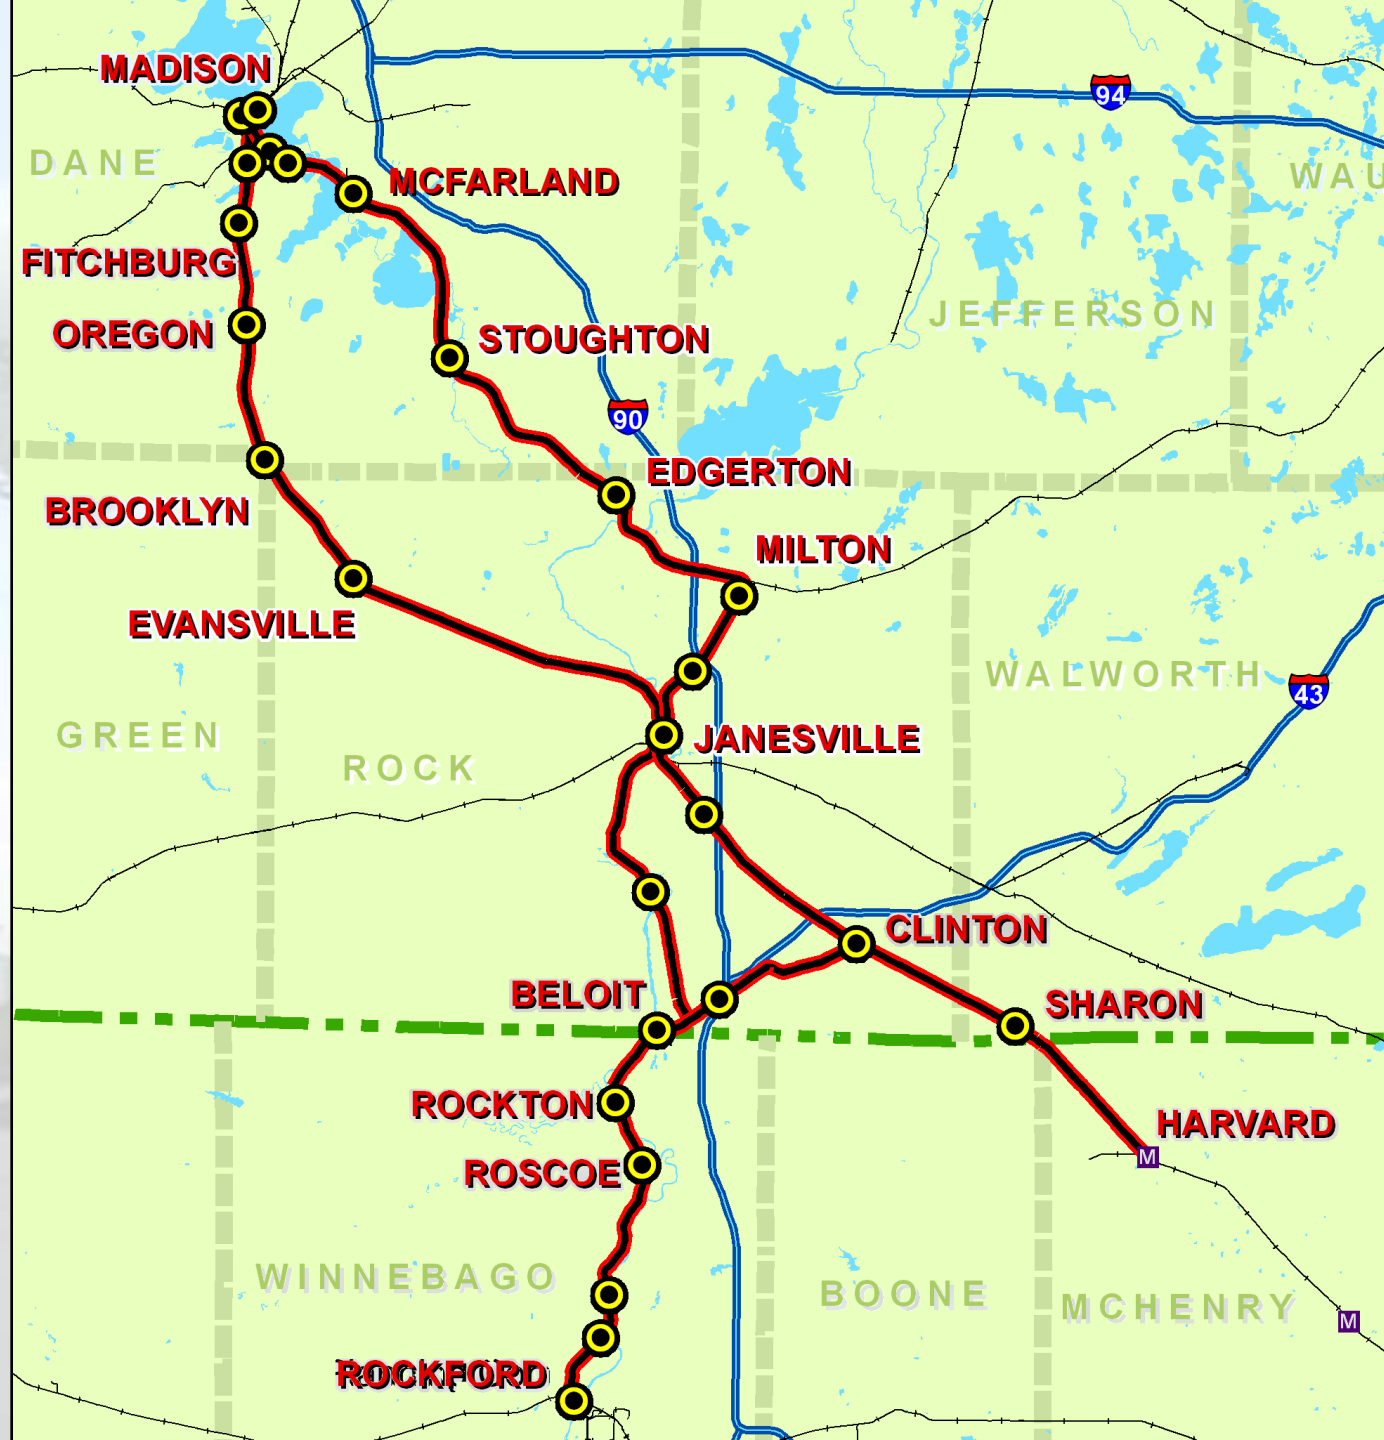 MADISON
94
DANE
WAU
MCFARLAND
FITCHBURG
JEFFERSON
OREGON
STOUGHTON
90
EDGERTON
BROOKLYN
MILTON
EVANSVILLE
WALWORTH
43
GREEN
JANESVILLE
ROCK
CLINTON
BELOIT
SHARON
ROCKTON
HARVARD
M
ROSCOE
WINNEBAGO
BOONE
MCHENRY
M
ROCKFORD